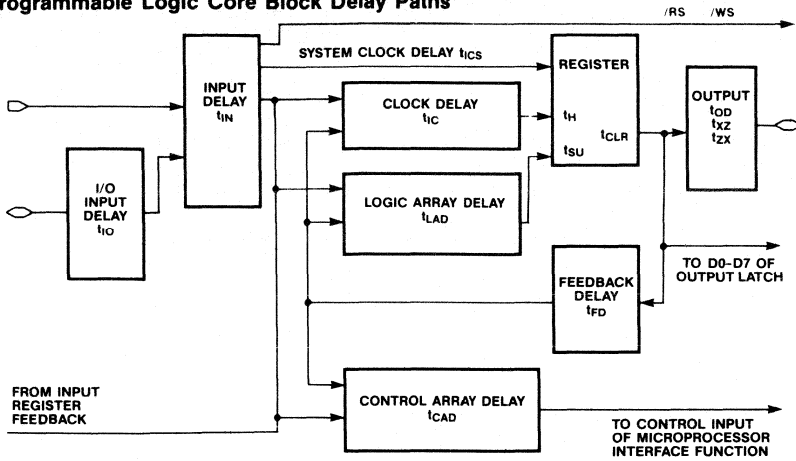 rogrammable Logic Core Block Delay Paths
/RS /WS
SYSTEM CLOCK DELAY tICS
INPUT
DELAY
tIN
REGISTER
tH
tCLR
tSU
OUTPUT
tOD
tXZ
tZX
CLOCK DELAY
tIC
I/O
INPUT
DELAY
tIO
LOGIC ARRAY DELAY
tLAD
TO D0-D7 OF
OUTPUT LATCH
FEEDBACK
DELAY
tFD
FROM INPUT
REGISTER
FEEDBACK
CONTROL ARRAY DELAY
tCAD
TO CONTROL INPUT
OF MICROPROCESSOR
INTERFACE FUNCTION